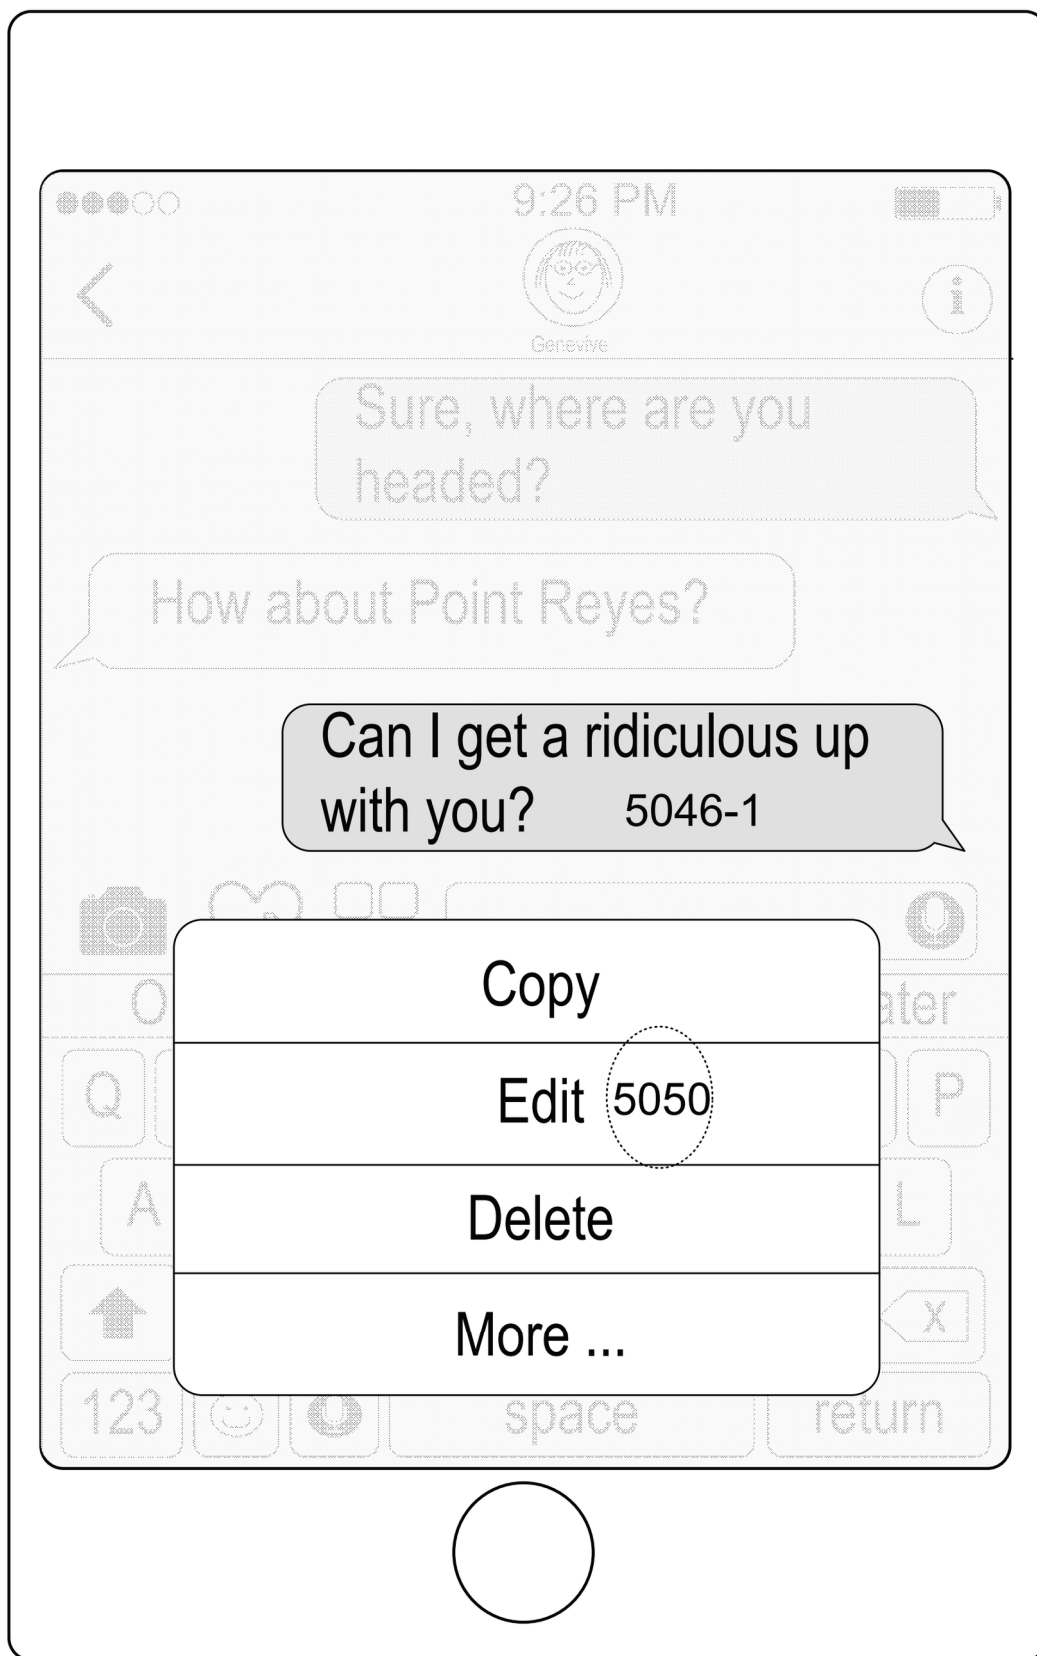 9:26 PM
i
Genevive
Sure, where are you
headed?
How about Point Reyes?
Can I get a ridiculous up
with you? 5046-1
Copy
O ater
Edit 5050
Q P
Delete
A L
More ...
X
123 space return